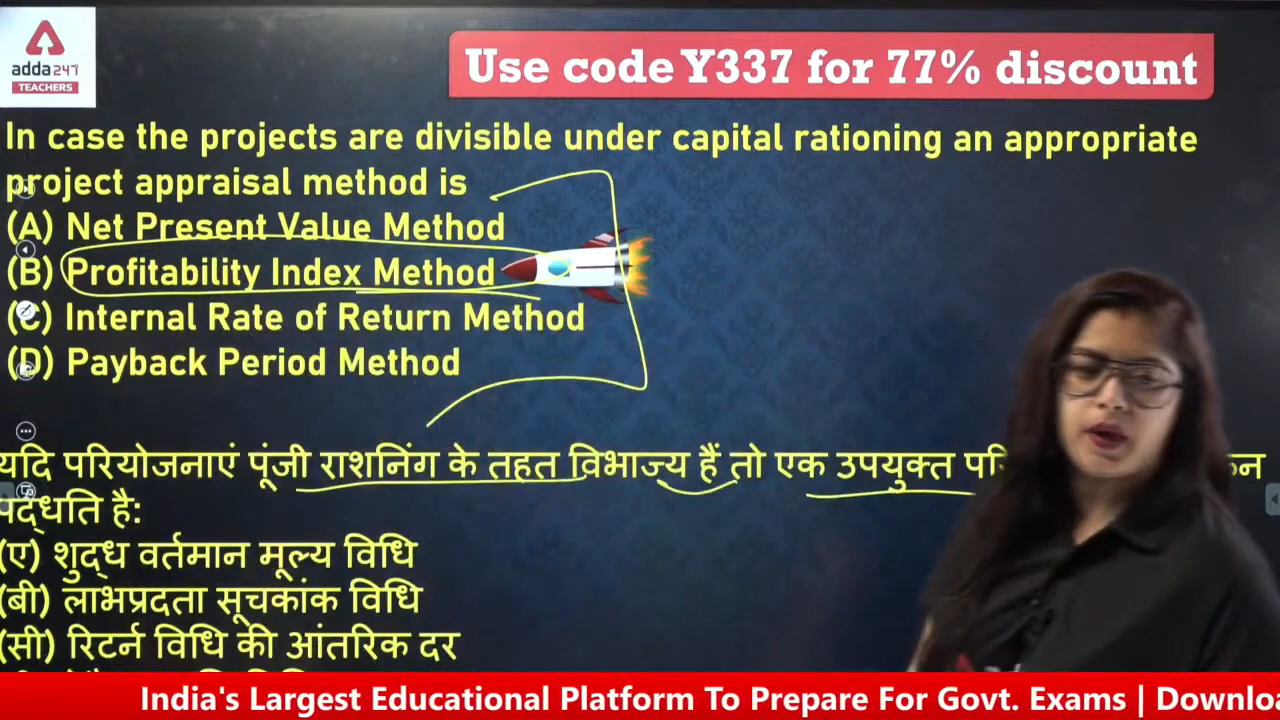 adda247
TEACHERS
Use code Y337 for 77% discount
In case the projects are divisible under capital rationing an appropriate
project appraisal method is
(A) Net Present Value Method
(B) Profitability Index Method
(C) Internal Rate of Return Method
(D) Payback Period Method
यदि परियोजनाएं पूंजी राशनिंग के तहत विभाज्य हैं तो एक उपयुक्त
पद्धति है:
(ए) शुद्ध वर्तमान मूल्य विधि
(बी) लाभप्रदता सूचकांक विधि
(सी) रिटर्न विधि की आंतरिक दर
India's Largest Educational Platform To Prepare For Govt. Exams |